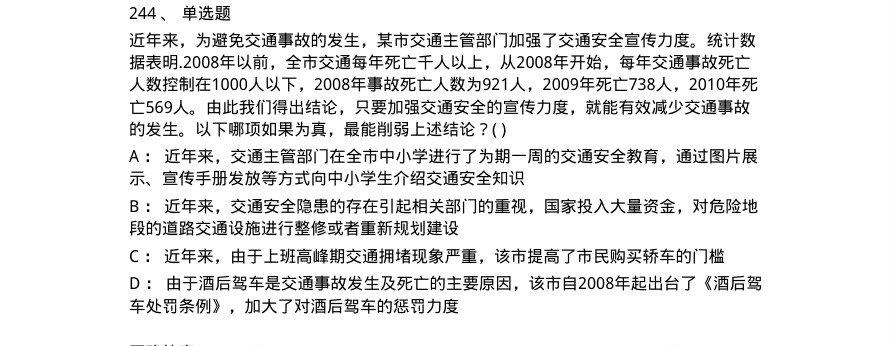 244 、 单选题
近年来，为避免交通事故的发生，某市交通主管部门加强了交通安全宣传力度。统计数
据表明.2008年以前，全市交通每年死亡千人以上，从2008年开始，每年交通事故死亡
人数控制在1000人以下，2008年事故死亡人数为921人，2009年死亡738人，2010年死
亡569人。由此我们得出结论，只要加强交通安全的宣传力度，就能有效减少交通事故
的发生。以下哪项如果为真，最能削弱上述结论？( )
A ： 近年来，交通主管部门在全市中小学进行了为期一周的交通安全教育，通过图片展
示、宣传手册发放等方式向中小学生介绍交通安全知识
B ： 近年来，交通安全隐患的存在引起相关部门的重视，国家投入大量资金，对危险地
段的道路交通设施进行整修或者重新规划建设
C ： 近年来，由于上班高峰期交通拥堵现象严重，该市提高了市民购买轿车的门槛
D ： 由于酒后驾车是交通事故发生及死亡的主要原因，该市自2008年起出台了《酒后驾
车处罚条例》，加大了对酒后驾车的惩罚力度